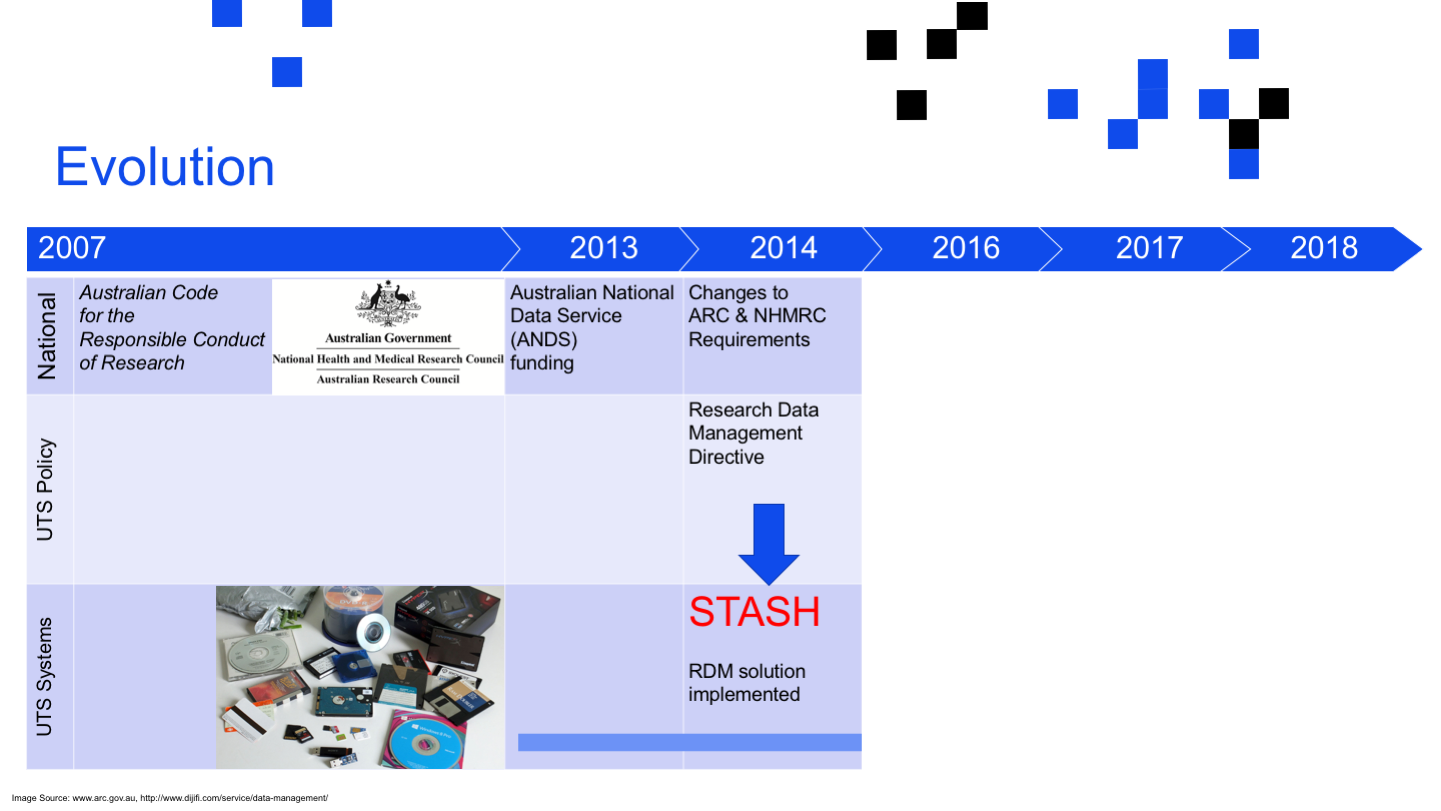 Evolution
2007
2013
2014
2016
2017
2018
National
Australian Code
for the
Responsible Conduct
of Research
Australian Government
National Health and Medical Research Council
Australian Research Council
Australian National
Data Service
(ANDS)
funding
Changes to
ARC & NHMRC
Requirements
UTS Policy
Research Data
Management
Directive
UTS Systems
STASH
RDM solution
implemented
Image Source: www.arc.gov.au, http://www.dijifi.com/service/data-management/